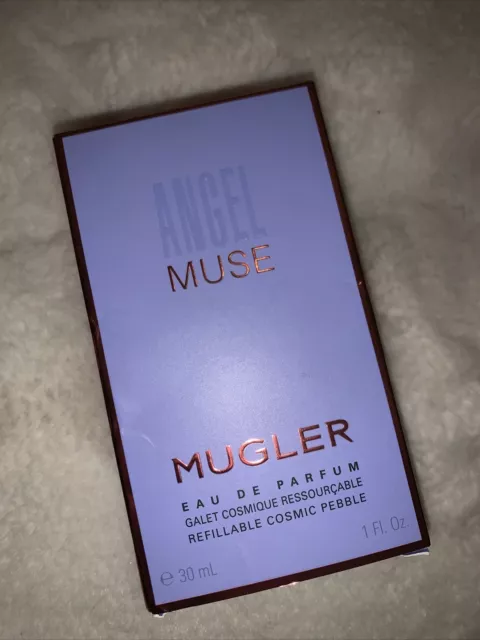 ANGEL
MUSE
MUGLER
EAU DE PARFUM
GALET COSMIQUE RESSOURÇABLE
REFILLABLE COSMIC PEBBLE
℮ 30 mL
1 Fl. Oz.